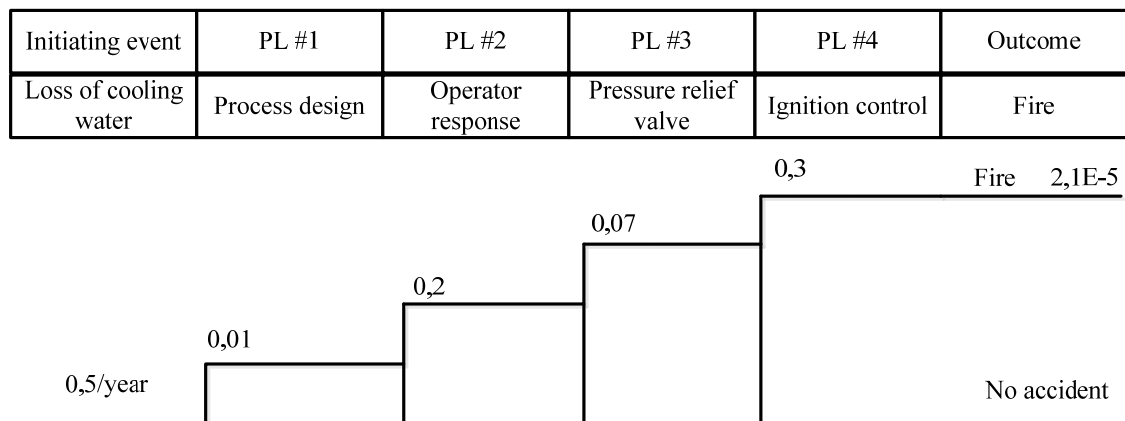 Initiating event PL #1 PL #2 PL #3 PL #4 Outcome
Loss of cooling water Process design Operator response Pressure relief valve Ignition control Fire
0,3
Fire 2,1E-5
0,07
0,2
0,01
0,5/year
No accident